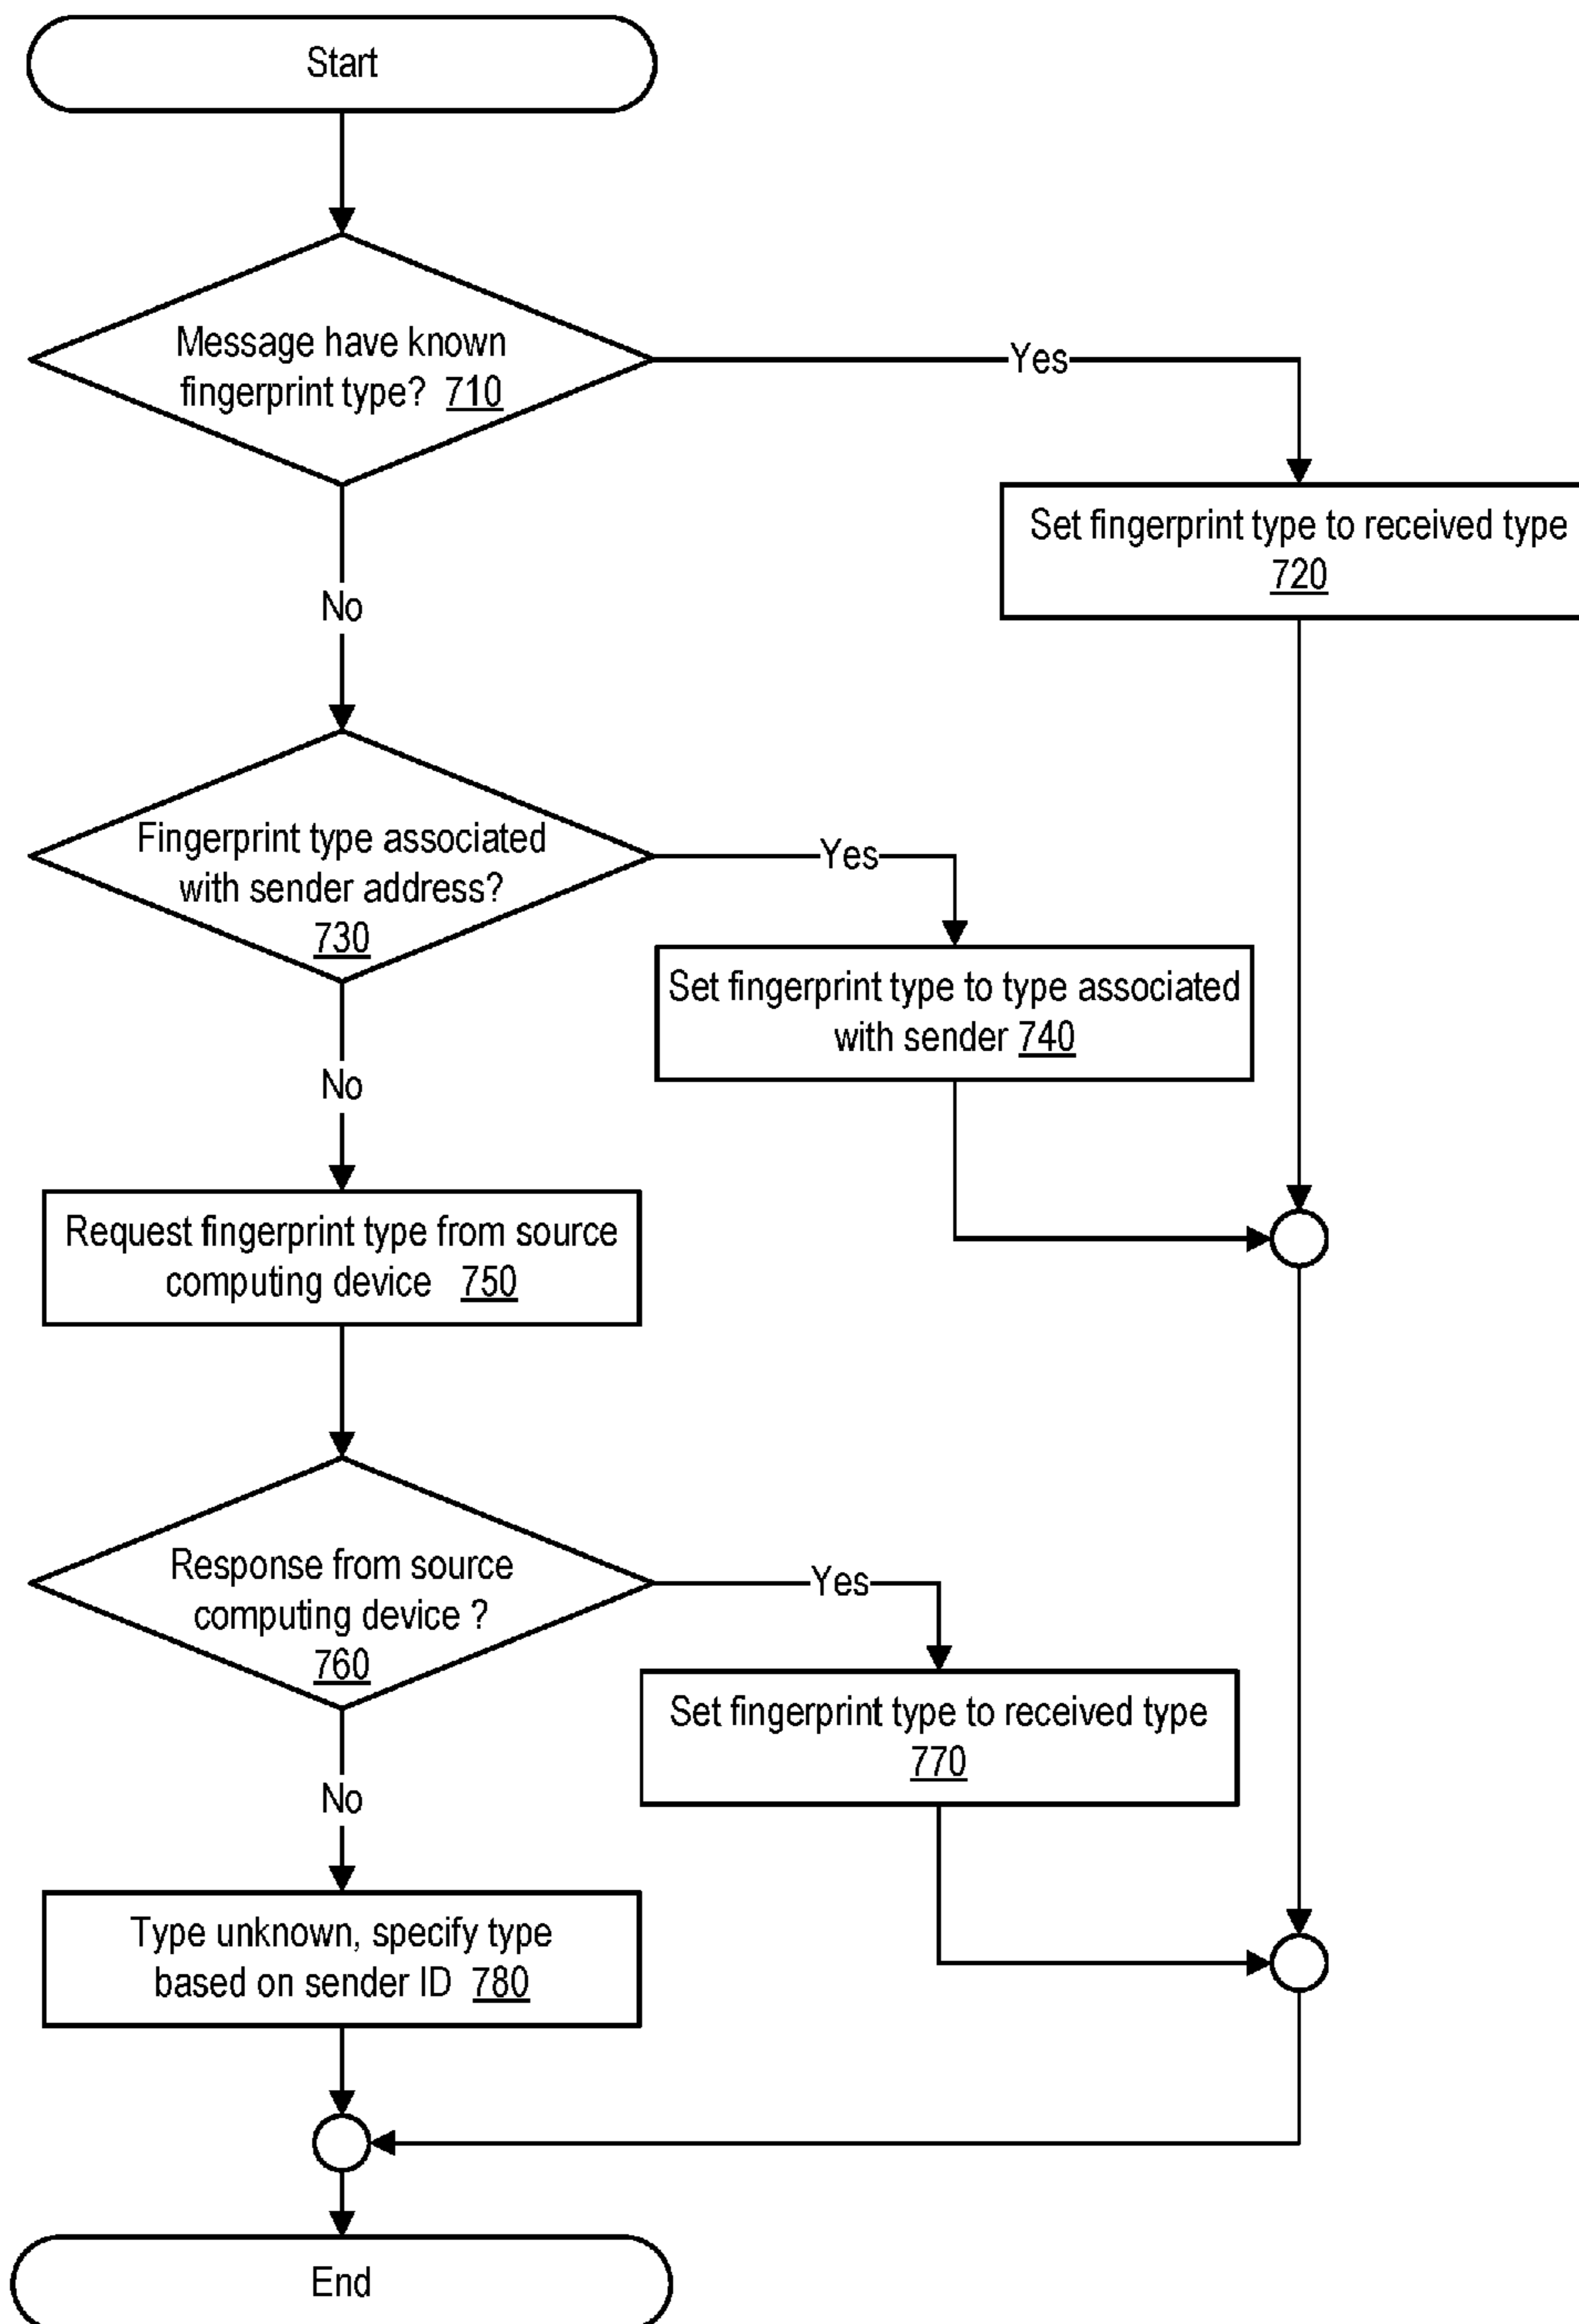 Start
Message have known
fingerprint type? 710
Yes
Set fingerprint type to received type
720
No
Fingerprint type associated
with sender address?
730
Yes
Set fingerprint type to type associated
with sender 740
No
Request fingerprint type from source
computing device 750
Response from source
computing device ?
760
Yes
Set fingerprint type to received type
770
No
Type unknown, specify type
based on sender ID 780
End